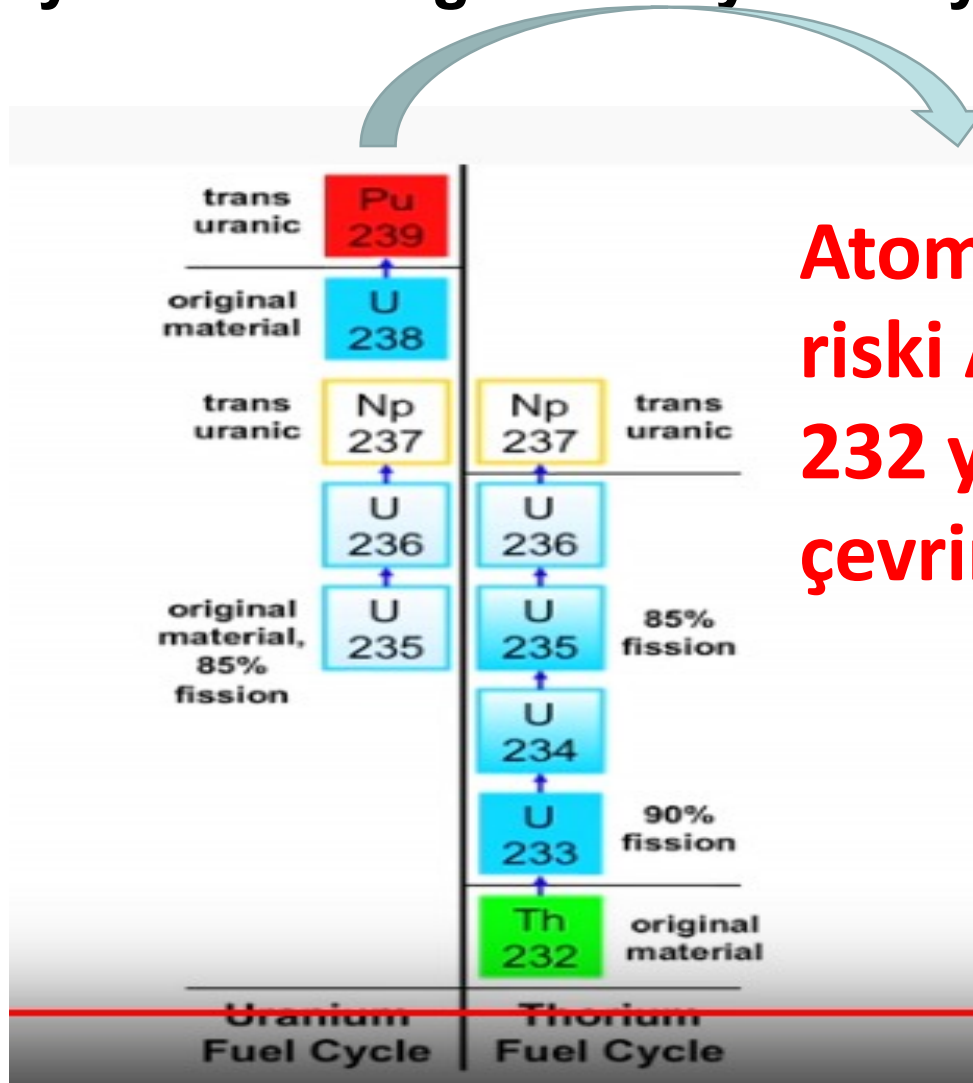 trans
uranic
Pu
239
original
material
U
238
trans
uranic
Np
237
U
236
original
material,
85%
fission
U
235
Np
237
trans
uranic
U
236
U
235
85%
fission
U
234
U
233
90%
fission
Th
232
original
material
Uranium
Fuel Cycle
Thorium
Fuel Cycle
Atom
riski
232 y
çevri